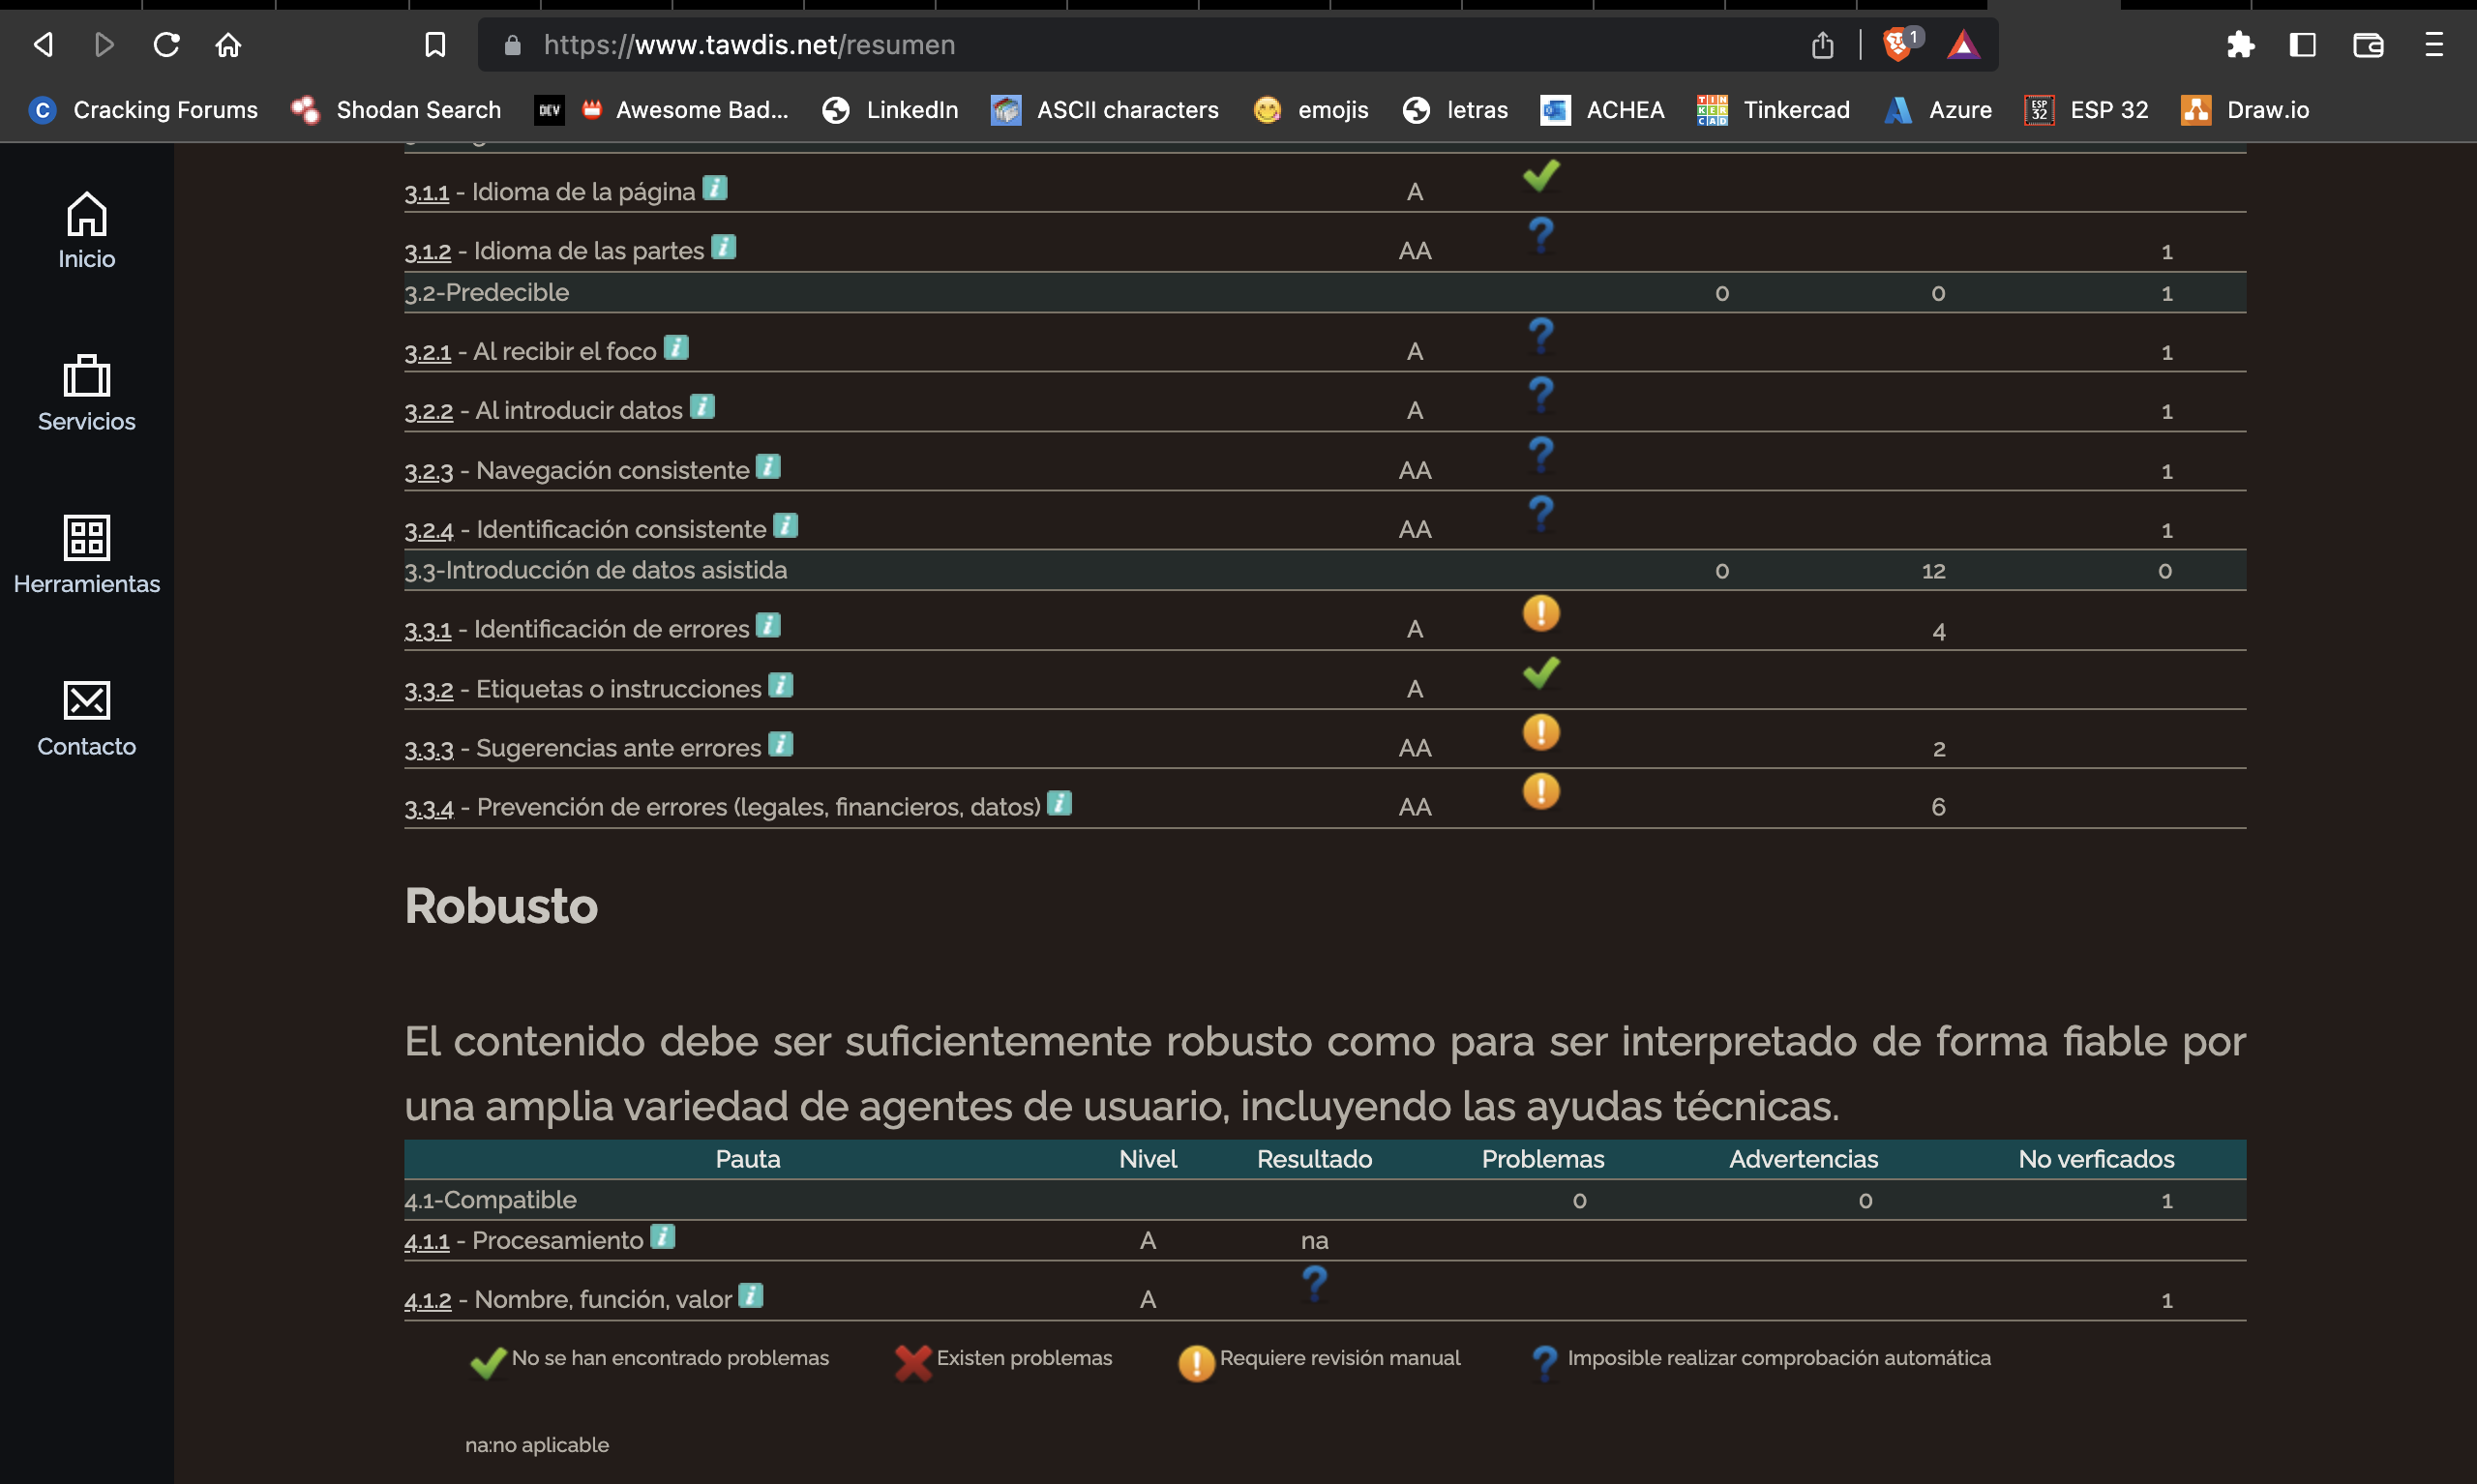 https://www.tawdis.net/resumen 1
Cracking Forums Shodan Search DEV Awesome Bad... LinkedIn ASCII characters emojis letras ACHEA Tinkercad Azure ESP 32 Draw.io
Inicio
Servicios
Herramientas
Contacto
3.1.1 - Idioma de la página i A
3.1.2 - Idioma de las partes i AA ? 1
3.2-Predecible 0 0 1
3.2.1 - Al recibir el foco i A ? 1
3.2.2 - Al introducir datos i A ? 1
3.2.3 - Navegación consistente i AA ? 1
3.2.4 - Identificación consistente i AA ? 1
3.3-Introducción de datos asistida 0 12 0
3.3.1 - Identificación de errores i A ! 4
3.3.2 - Etiquetas o instrucciones i A
3.3.3 - Sugerencias ante errores i AA ! 2
3.3.4 - Prevención de errores (legales, financieros, datos) i AA ! 6
Robusto
El contenido debe ser suficientemente robusto como para ser interpretado de forma fiable por
una amplia variedad de agentes de usuario, incluyendo las ayudas técnicas.
Pauta Nivel Resultado Problemas Advertencias No verficados
4.1-Compatible 0 0 1
4.1.1 - Procesamiento i A na
4.1.2 - Nombre, función, valor i A ? 1
No se han encontrado problemas Existen problemas ! Requiere revisión manual ? Imposible realizar comprobación automática
na:no aplicable